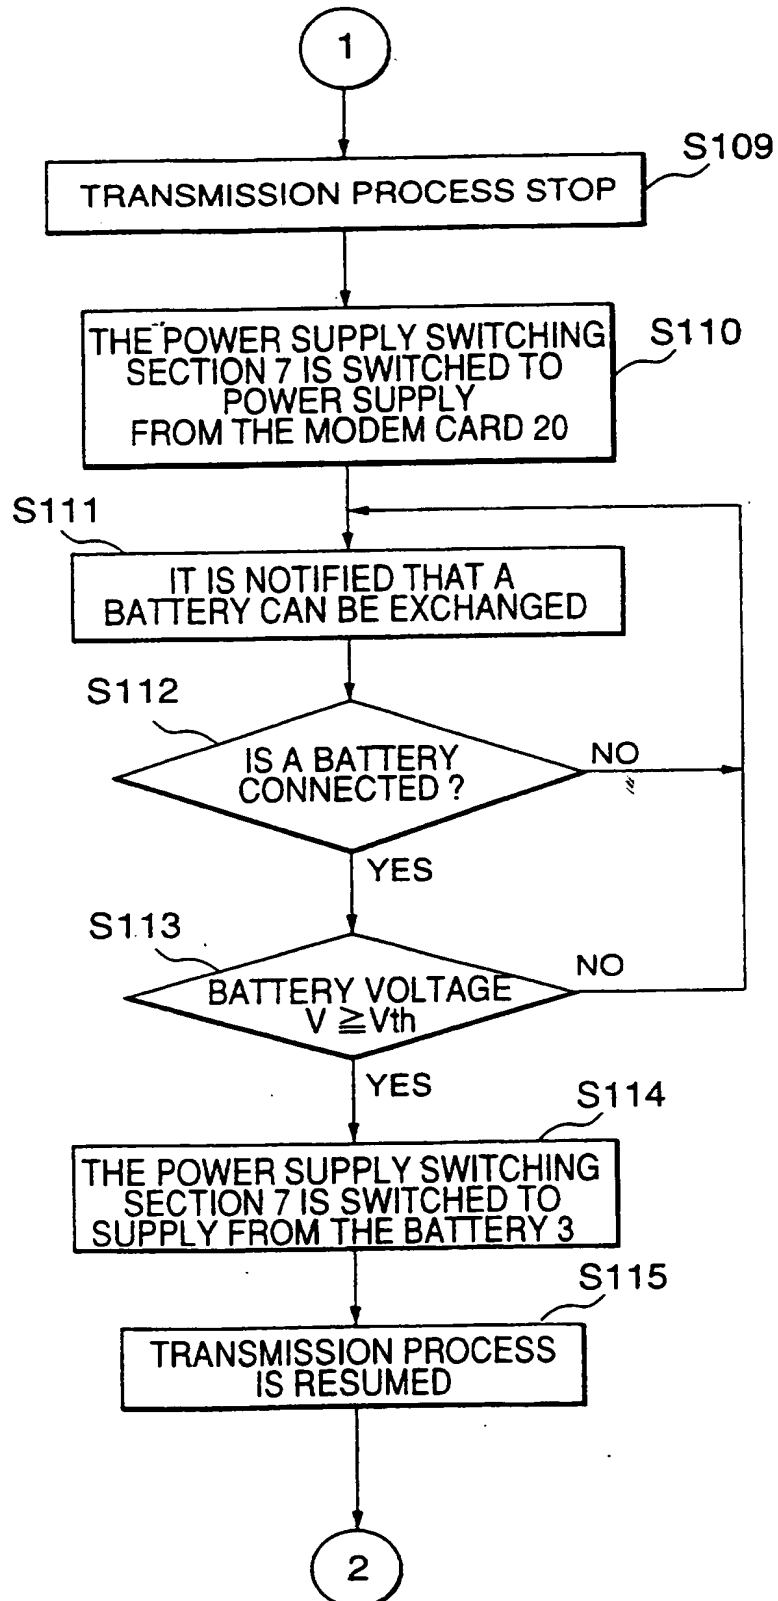 1
S109
TRANSMISSION PROCESS STOP
S110
THE POWER SUPPLY SWITCHING
SECTION 7 IS SWITCHED TO
POWER SUPPLY
FROM THE MODEM CARD 20
S111
IT IS NOTIFIED THAT A
BATTERY CAN BE EXCHANGED
S112
IS A BATTERY
CONNECTED ?
NO
YES
S113
BATTERY VOLTAGE
V ≧ Vth
NO
YES
S114
THE POWER SUPPLY SWITCHING
SECTION 7 IS SWITCHED TO
SUPPLY FROM THE BATTERY 3
S115
TRANSMISSION PROCESS
IS RESUMED
2